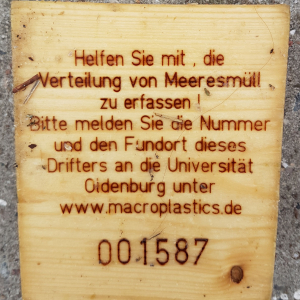 Helfen Sie mit , die
Verteilung von Meeresmüll
zu erfassen !
Bitte melden Sie die Nummer
und den Fundort dieses
Drifters an die Universität
Oldenburg unter
www.macroplastics.de
001587